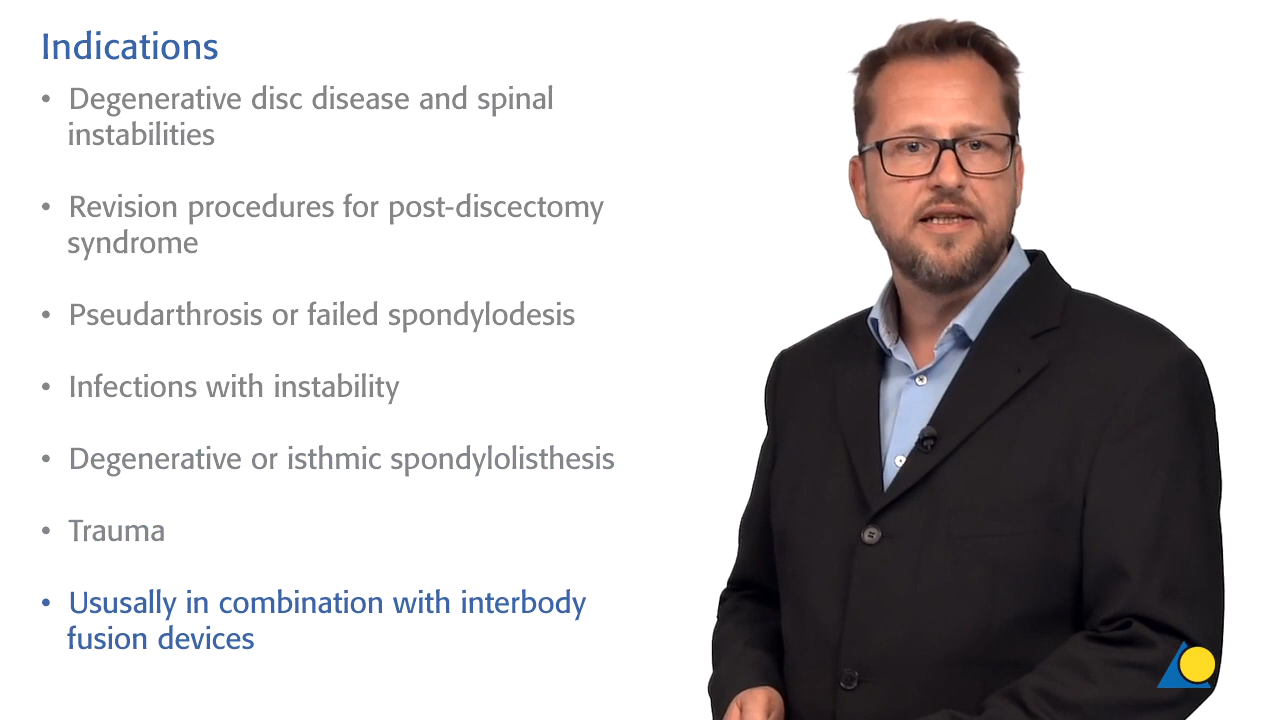 Indications
• Degenerative disc disease and spinal
instabilities
• Revision procedures for post-discectomy
syndrome
• Pseudarthrosis or failed spondylodesis
• Infections with instability
• Degenerative or isthmic spondylolisthesis
• Trauma
• Ususally in combination with interbody
fusion devices